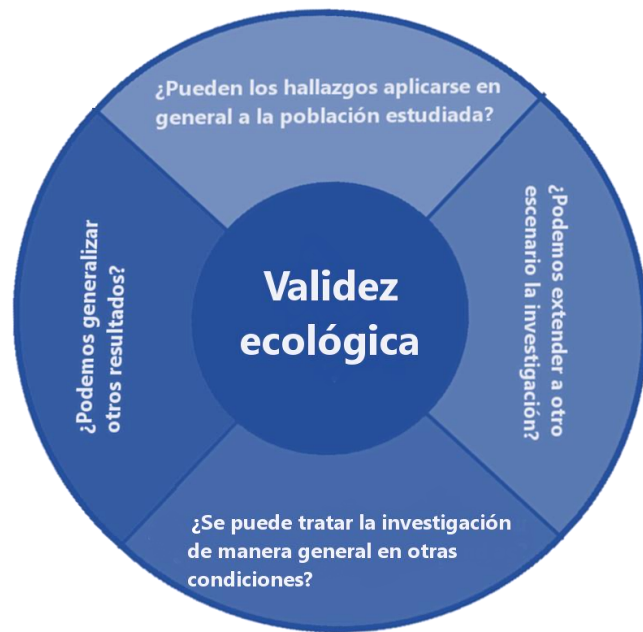 ¿Pueden los hallazgos aplicarse en
general a la población estudiada?
¿Podemos generalizar
otros resultados?
Validez
ecológica
¿Podemos extender a otro
escenario la investigación?
¿Se puede tratar la investigación
de manera general en otras
condiciones?